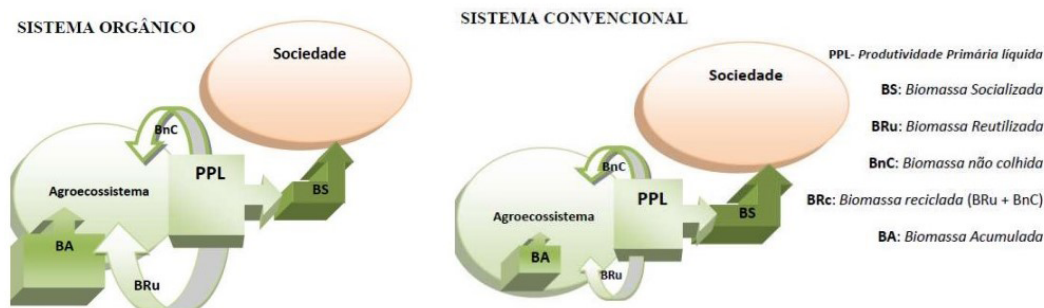 SISTEMA ORGÂNICO
Sociedade
BnC
PPL
Agroecossistema
BS
BA
BRu
SISTEMA CONVENCIONAL
Sociedade
BnC
PPL
Agroecossistema
BS
BA
BRu
PPL- Produtividade Primária líquida
BS: Biomassa Socializada
BRu: Biomassa Reutilizada
BnC: Biomassa não colhida
BRc: Biomassa reciclada (BRu + BnC)
BA: Biomassa Acumulada